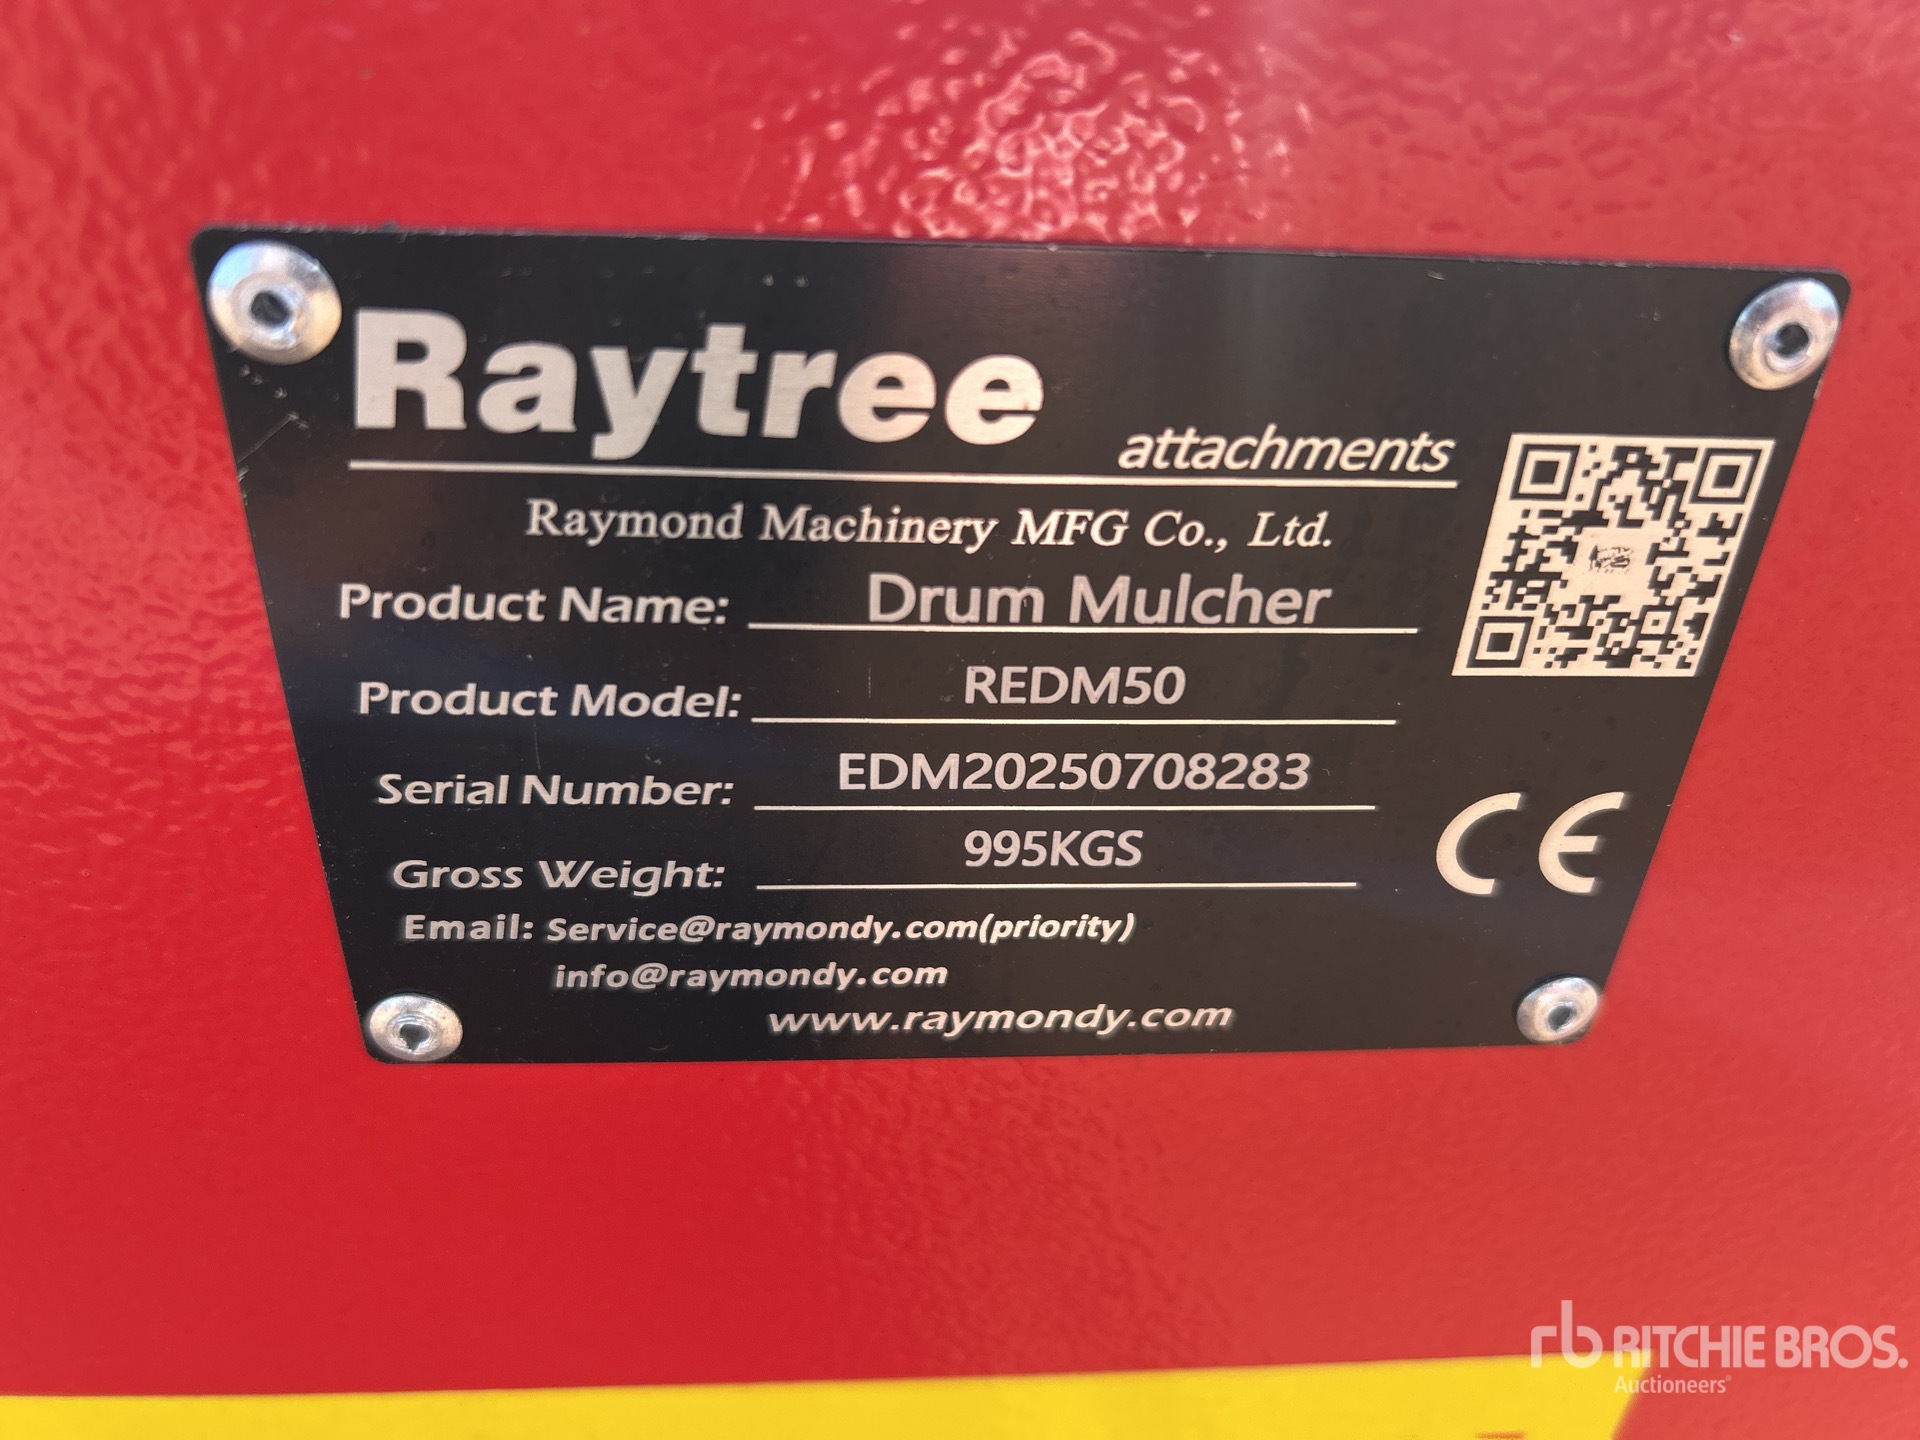 Raytree
attachments
Raymond Machinery MFG Co., Ltd.
Product Name: Drum Mulcher
Product Model: REDM50
Serial Number: EDM20250708283
Gross Weight: 995KGS
Email: Service@raymondy.com(priority)
info@raymondy.com
www.raymondy.com
CE
rb RITCHIE BROS.
Auctioneers®